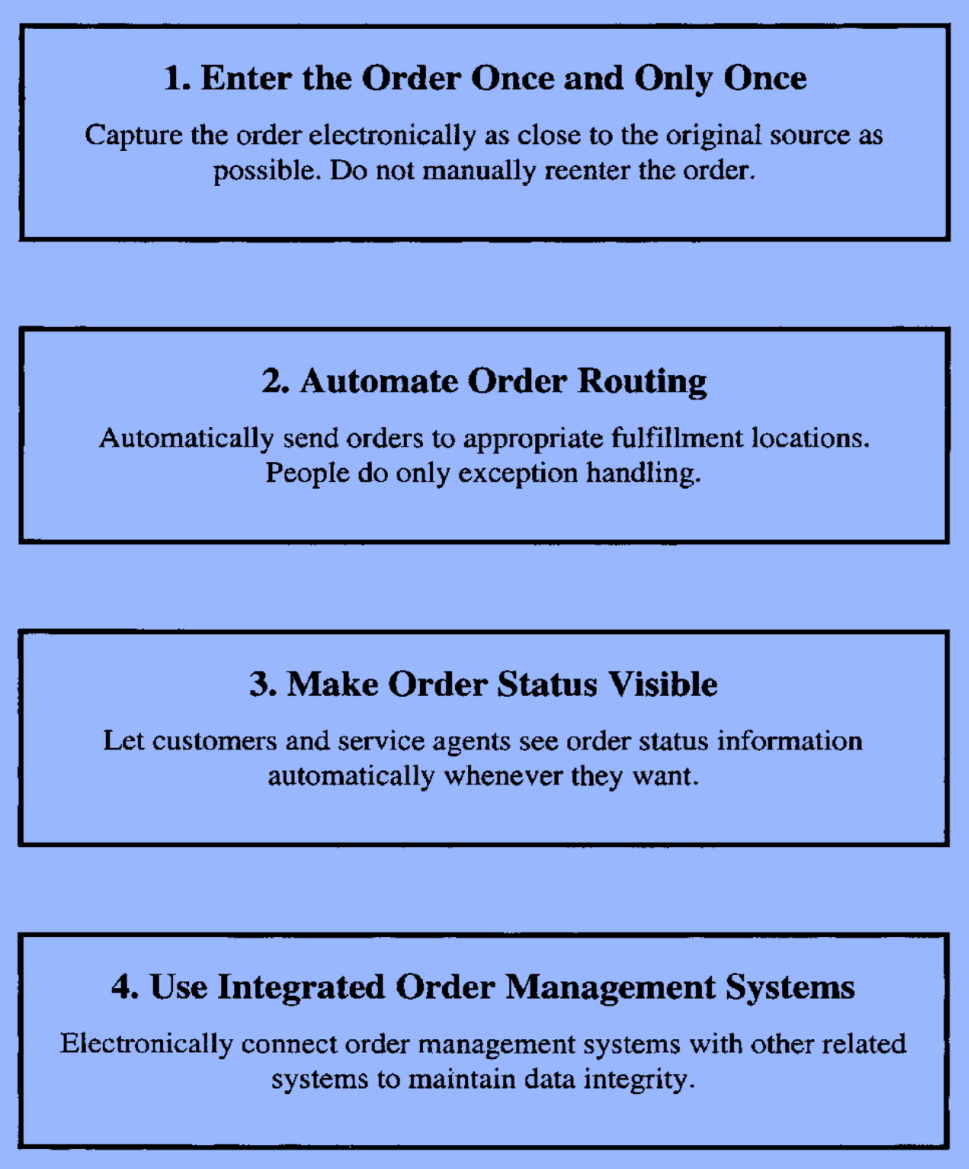 1. Enter the Order Once and Only Once
Capture the order electronically as close to the original source as
possible. Do not manually reenter the order.
2. Automate Order Routing
Automatically send orders to appropriate fulfillment locations.
People do only exception handling.
3. Make Order Status Visible
Let customers and service agents see order status information
automatically whenever they want.
4. Use Integrated Order Management Systems
Electronically connect order management systems with other related
systems to maintain data integrity.